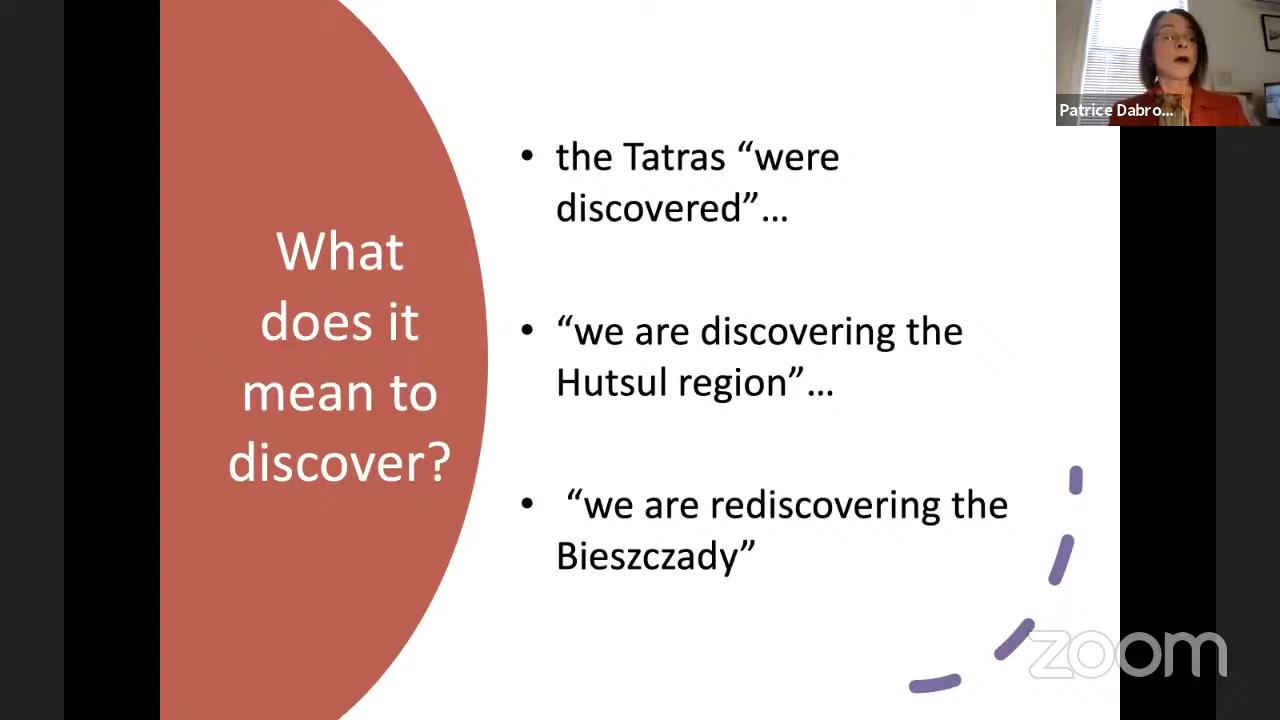 Patrice Dabro...
What
does it
mean to
discover?
• the Tatras “were
discovered”...
• “we are discovering the
Hutsul region”...
• “we are rediscovering the
Bieszczady”
zoom